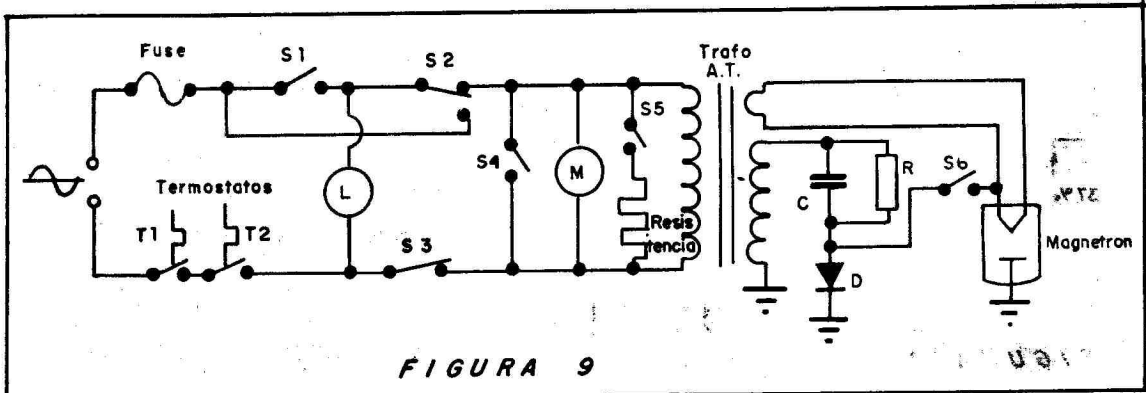 Fuse
S1
S2
Trafo
A.T.
S5
S4
M
L
Termostatos
T1
T2
S3
Resis
tencia
C
R
S6
D
Magnetron
FIGURA 9